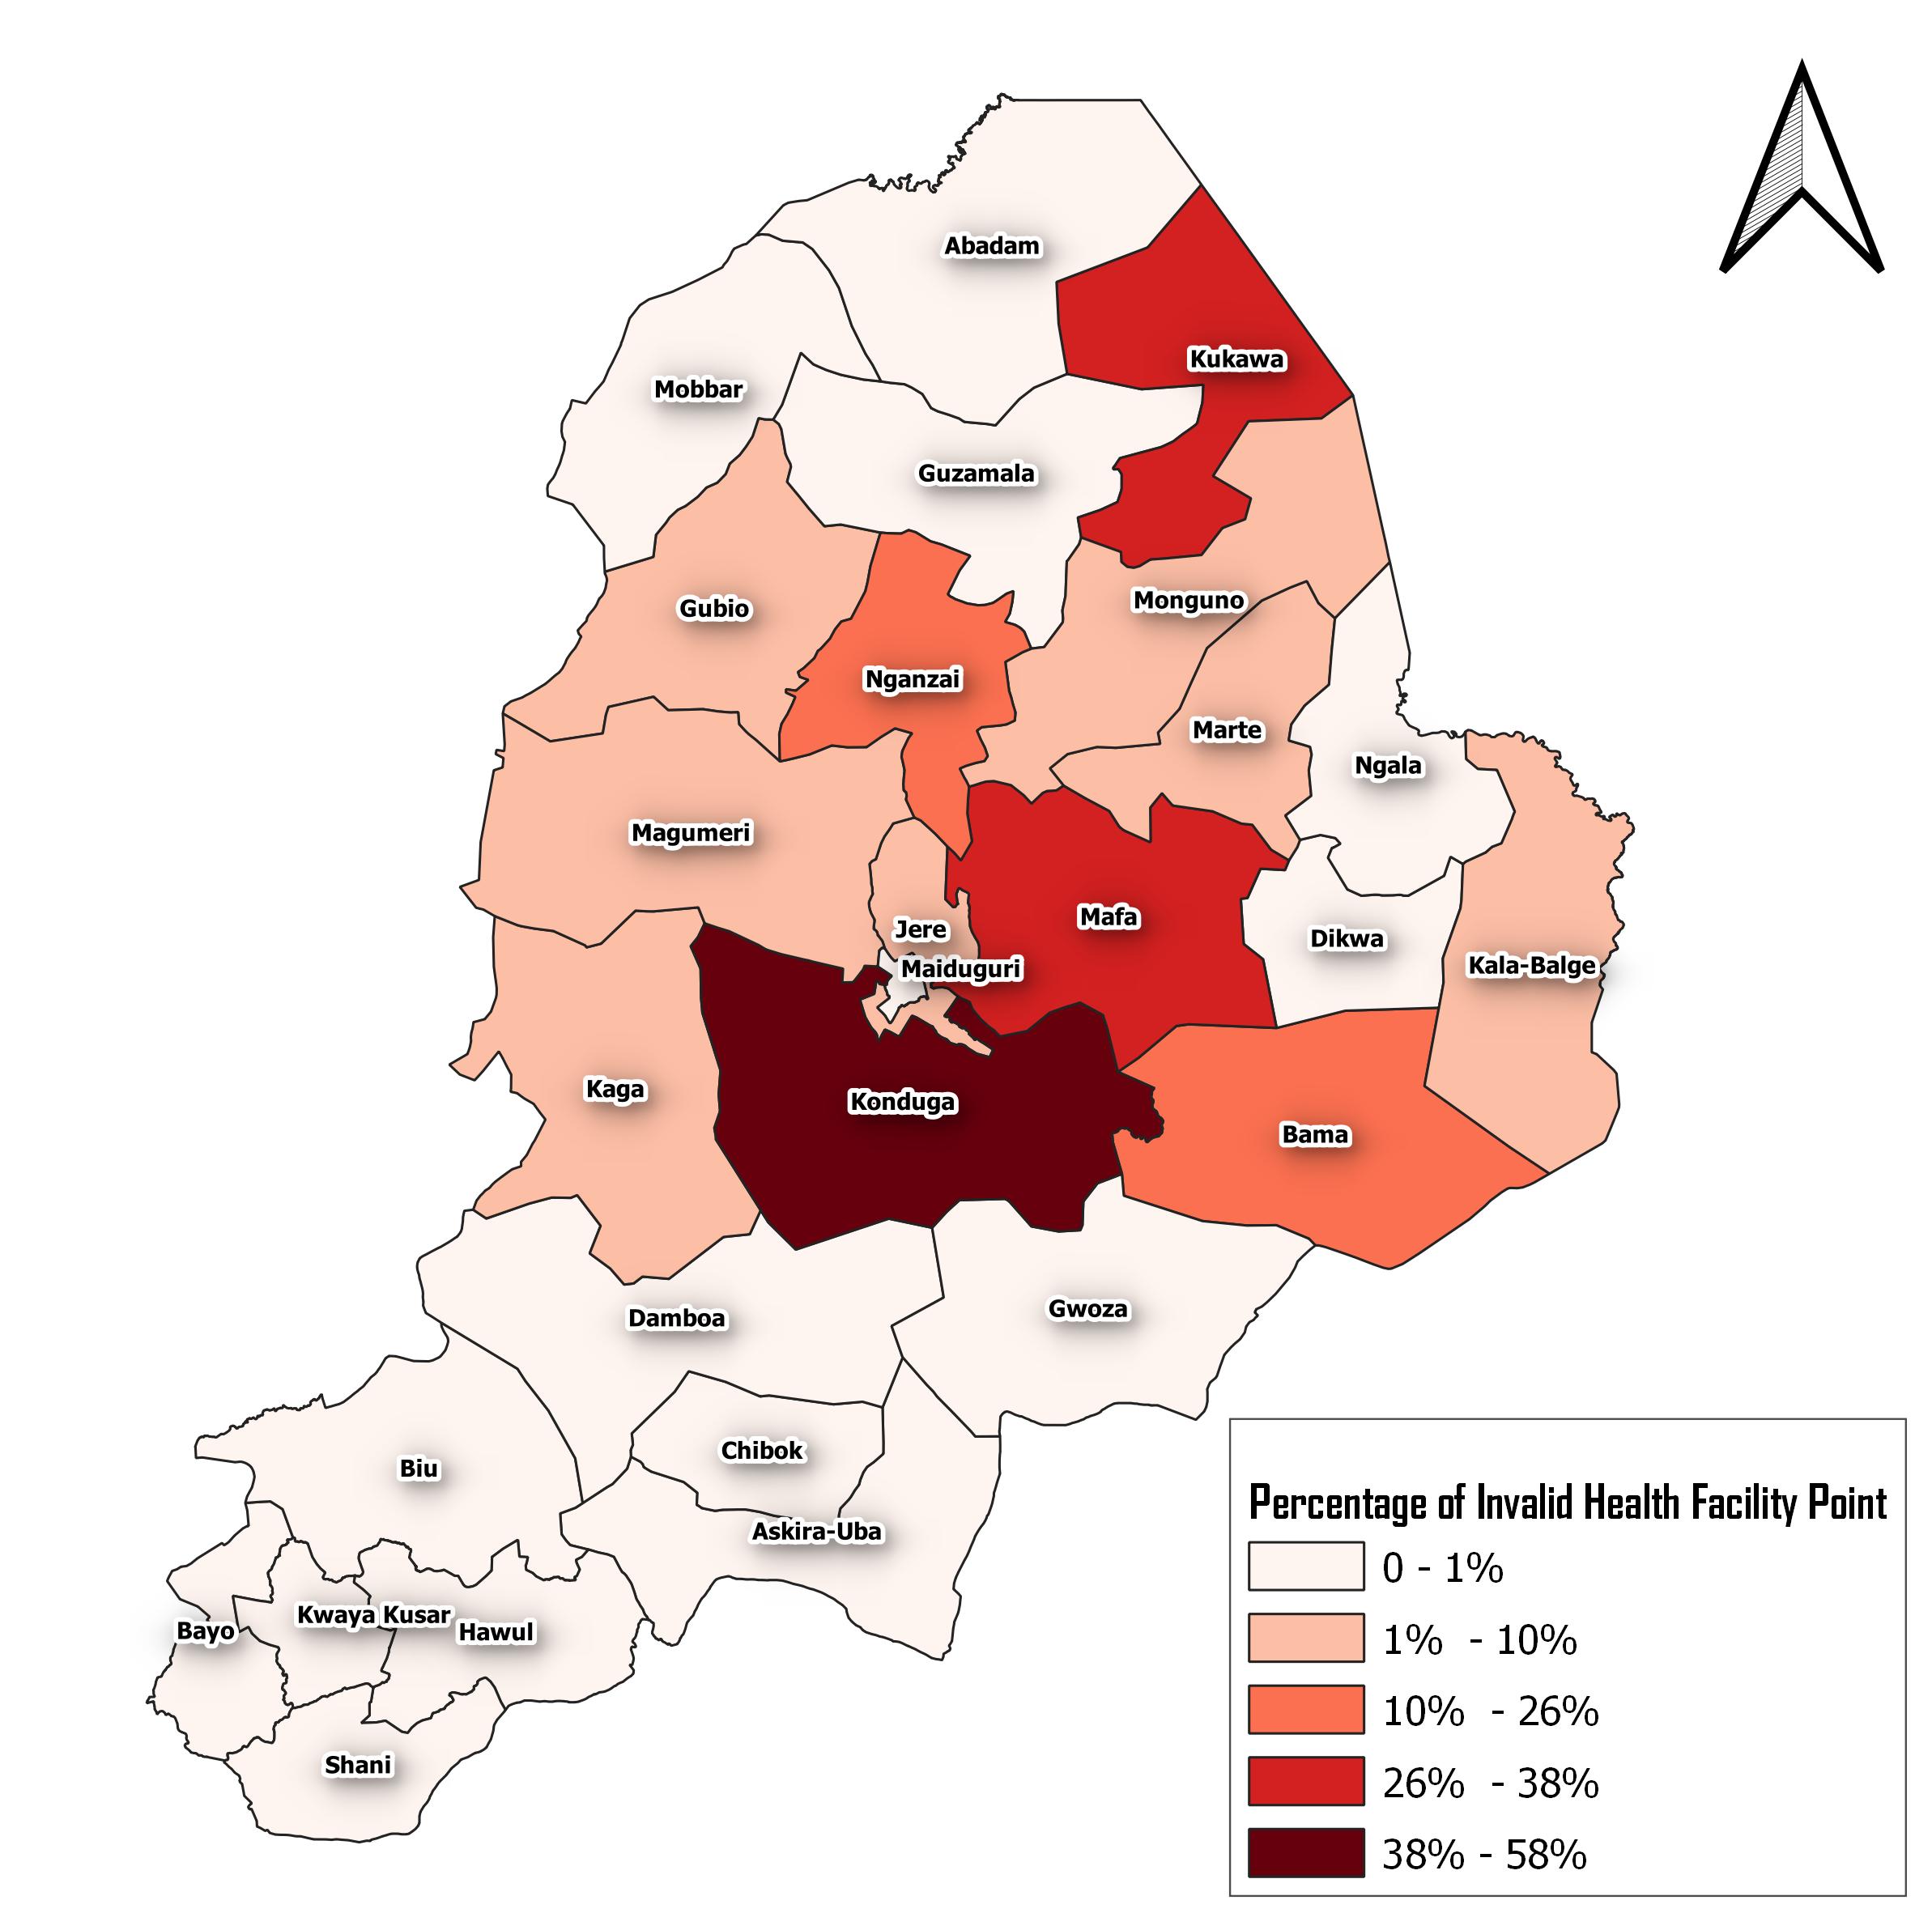 Abadam
Kukawa
Mobbar
Guzamala
Monguno
Gubio
Nganzai
Marte
Ngala
Magumeri
Mafa
Jere
Dikwa
Maiduguri
Kala-Balge
Kaga
Konduga
Bama
Gwoza
Damboa
Chibok
Biu
Askira-Uba
Kwaya Kusar
Bayo
Hawul
Shani
Percentage of Invalid Health Facility Point
0 - 1%
1% - 10%
10% - 26%
26% - 38%
38% - 58%